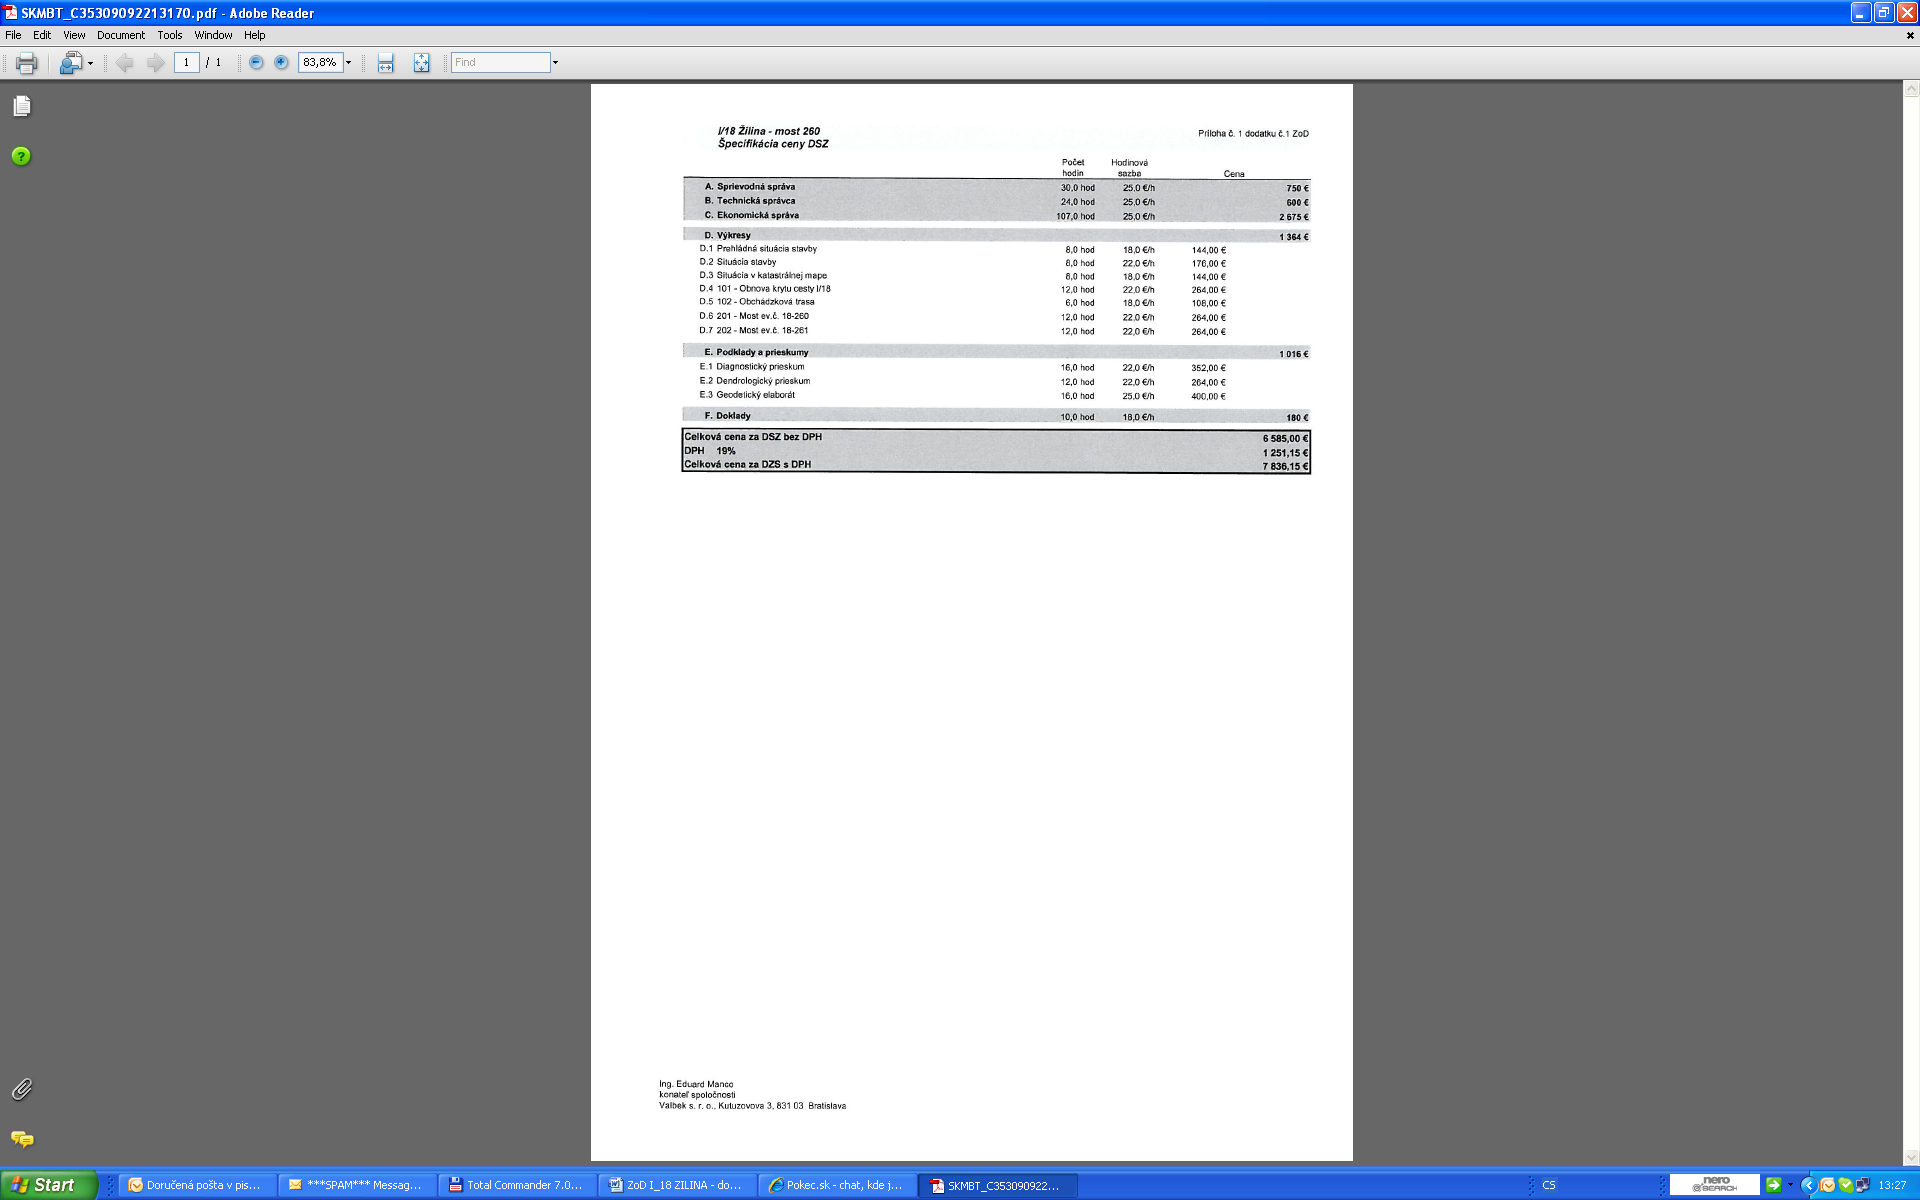 SKMBT_C35309092213170.pdf - Adobe Reader
File Edit View Document Tools Window Help
1 / 1 83,8% Find
I/18 Žilina - most 260
Špecifikácia ceny DSZ
Príloha č. 1 dodatku č.1 ZoD
Počet hodin Hodinová sazba Cena
A. Sprievodná správa 30,0 hod 25,0 €/h 750 €
B. Technická správca 24,0 hod 25,0 €/h 600 €
C. Ekonomická správa 107,0 hod 25,0 €/h 2 675 €
D. Výkresy 1 364 €
D.1 Prehládná situácia stavby 8,0 hod 18,0 €/h 144,00 €
D.2 Situácia stavby 8,0 hod 22,0 €/h 176,00 €
D.3 Situácia v katastrálnej mape 8,0 hod 18,0 €/h 144,00 €
D.4 101 - Obnova krytu cesty I/18 12,0 hod 22,0 €/h 264,00 €
D.5 102 - Obchádzková trasa 6,0 hod 18,0 €/h 108,00 €
D.6 201 - Most ev.č. 18-260 12,0 hod 22,0 €/h 264,00 €
D.7 202 - Most ev.č. 18-261 12,0 hod 22,0 €/h 264,00 €
E. Podklady a prieskumy 1 016 €
E.1 Diagnostický prieskum 16,0 hod 22,0 €/h 352,00 €
E.2 Dendrologický prieskum 12,0 hod 22,0 €/h 264,00 €
E.3 Geodetický elaborát 16,0 hod 25,0 €/h 400,00 €
F. Doklady 10,0 hod 18,0 €/h 180 €
Celková cena za DSZ bez DPH 6 585,00 €
DPH 19% 1 251,15 €
Celková cena za DZS s DPH 7 836,15 €
Ing. Eduard Manco
konateľ spoločnosti
Valbek s. r. o., Kutuzovova 3, 831 03 Bratislava
Start Doručená pošta v pis... ***SPAM*** Messag... Total Commander 7.0... ZoD I_18 ZILINA - do... Pokec.sk - chat, kde j... SKMBT_C353090922... CS nero SEARCH 13:27